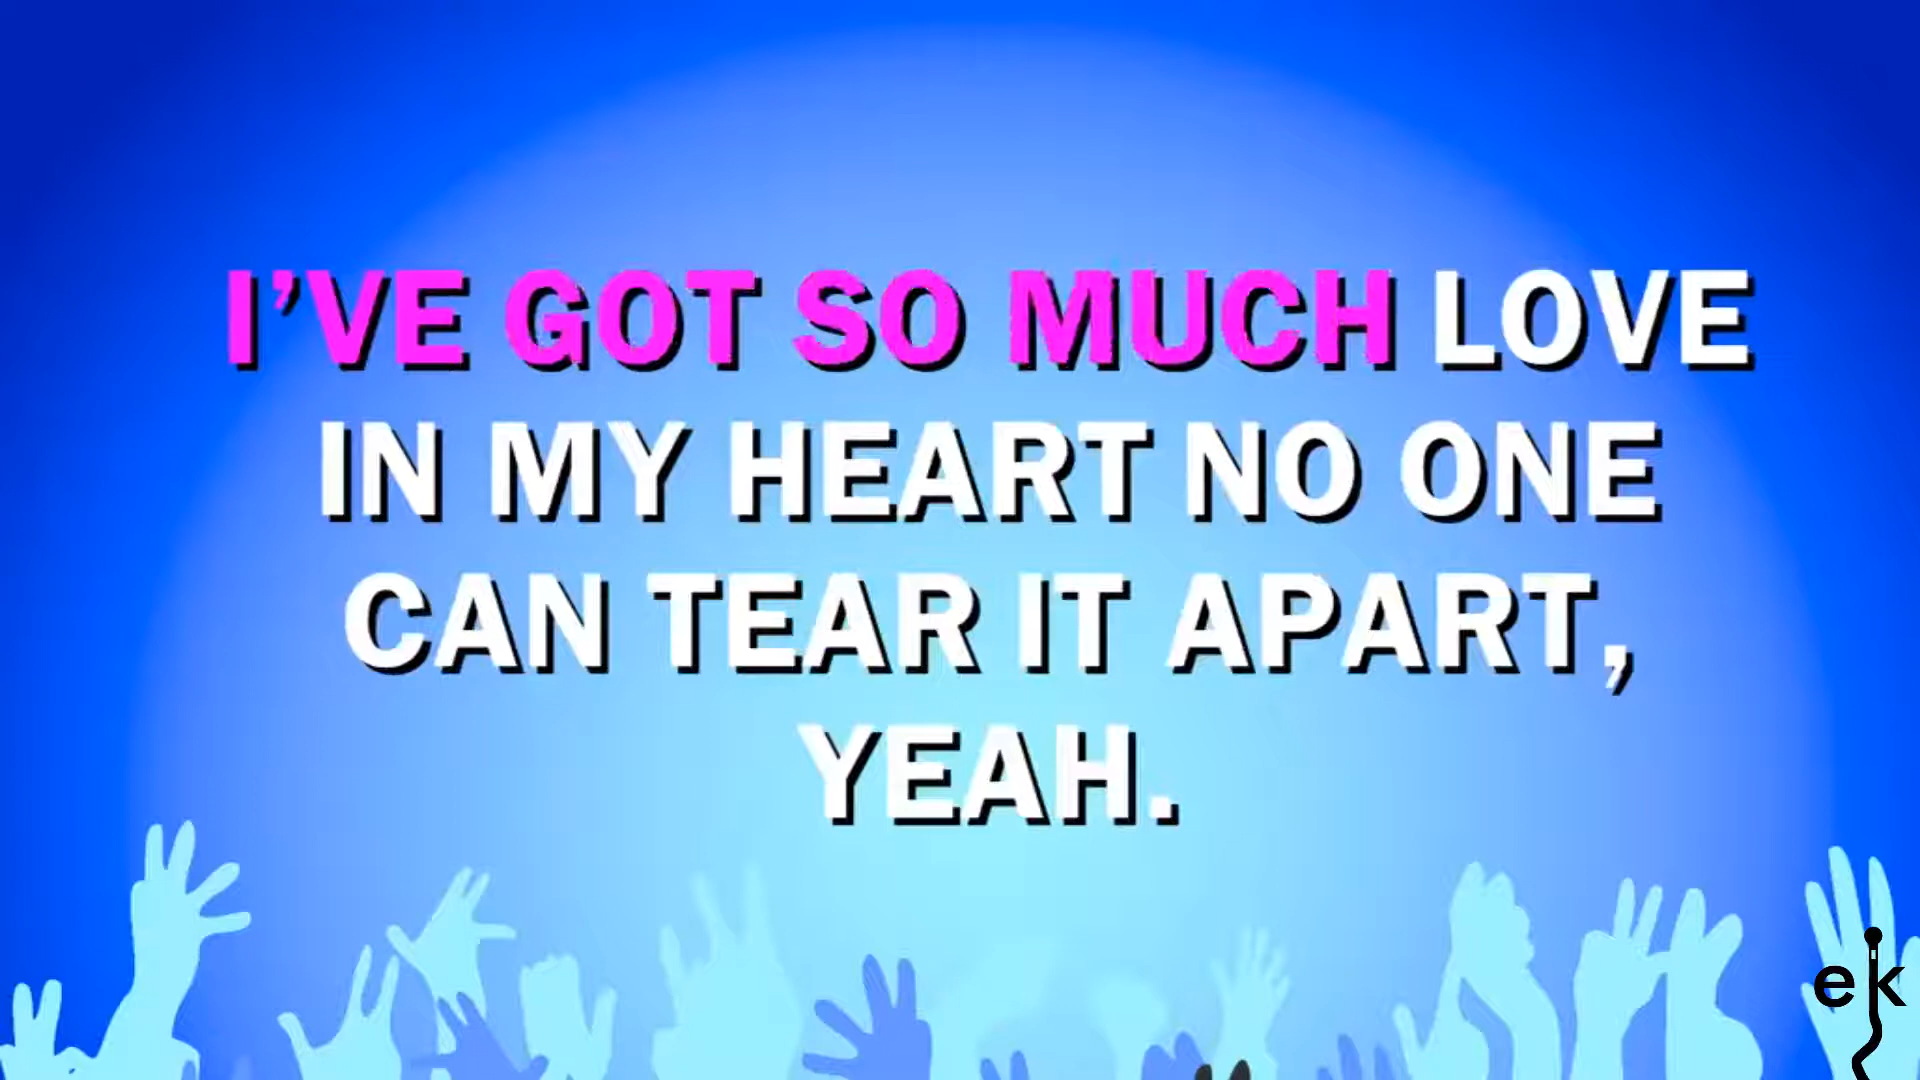 I’VE GOT SO MUCH LOVE
IN MY HEART NO ONE
CAN TEAR IT APART,
YEAH.
ek